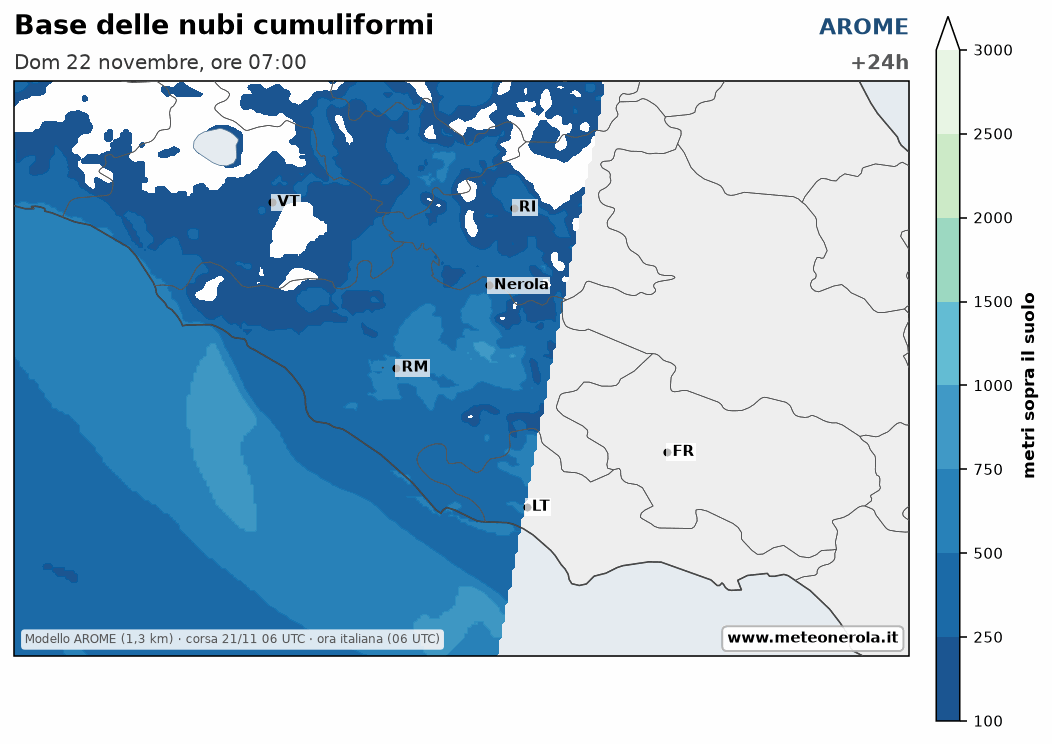 Base delle nubi cumuliformi
AROME
Dom 22 novembre, ore 07:00
+24h
VT
RI
Nerola
RM
FR
LT
Modello AROME (1,3 km) · corsa 21/11 06 UTC · ora italiana (06 UTC)
www.meteonerola.it
3000
2500
2000
1500
1000
750
500
250
100
metri sopra il suolo